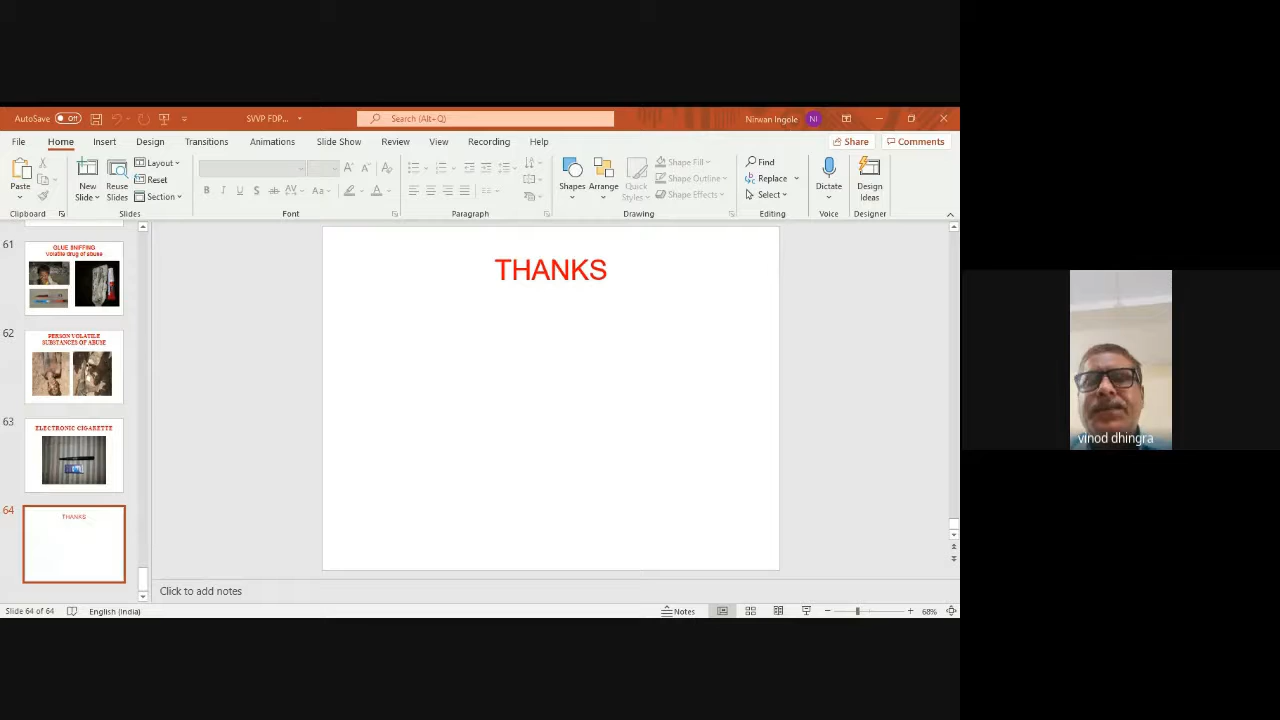 AutoSave Off SVVP FDP... Search (Alt+Q) Nirwan Ingole NI
File Home Insert Design Transitions Animations Slide Show Review View Recording Help Share Comments
Paste
Clipboard
New
Slide
Reuse
Slides
Layout
Reset
Section
Slides
B I U S ab AV Aa A
Font
Paragraph
Shapes
Arrange
Quick
Styles
Shape Fill
Shape Outline
Shape Effects
Drawing
Find
Replace
Select
Editing
Dictate
Voice
Design
Ideas
Designer
61
GLUE SNIFFING
Volatile drug of abuse
62
PERSON VOLATILE
SUBSTANCES OF ABUSE
63
ELECTRONIC CIGARETTE
64
THANKS
THANKS
Click to add notes
Slide 64 of 64 English (India) Notes 68%
vinod dhingra